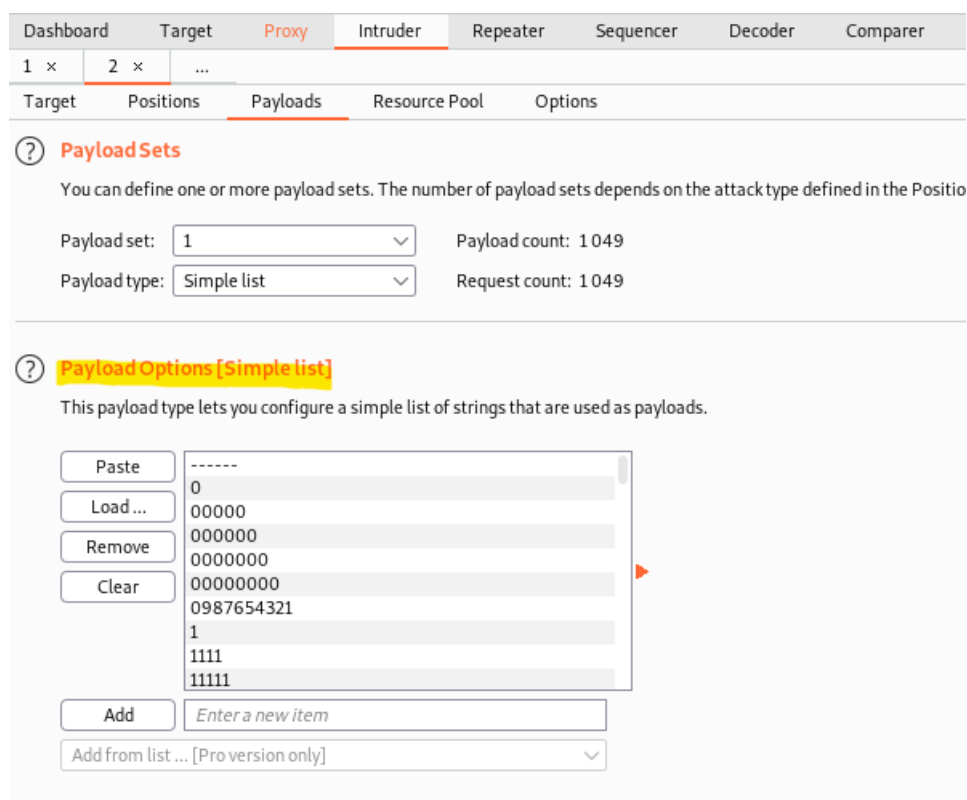 Dashboard Target Proxy Intruder Repeater Sequencer Decoder Comparer
1 × 2 × ...
Target Positions Payloads Resource Pool Options
? Payload Sets
You can define one or more payload sets. The number of payload sets depends on the attack type defined in the Positio
Payload set: 1 Payload count: 1 049
Payload type: Simple list Request count: 1 049
? Payload Options [Simple list]
This payload type lets you configure a simple list of strings that are used as payloads.
Paste
Load ...
Remove
Clear
------
0
00000
000000
0000000
00000000
0987654321
1
1111
11111
Add Enter a new item
Add from list ... [Pro version only]